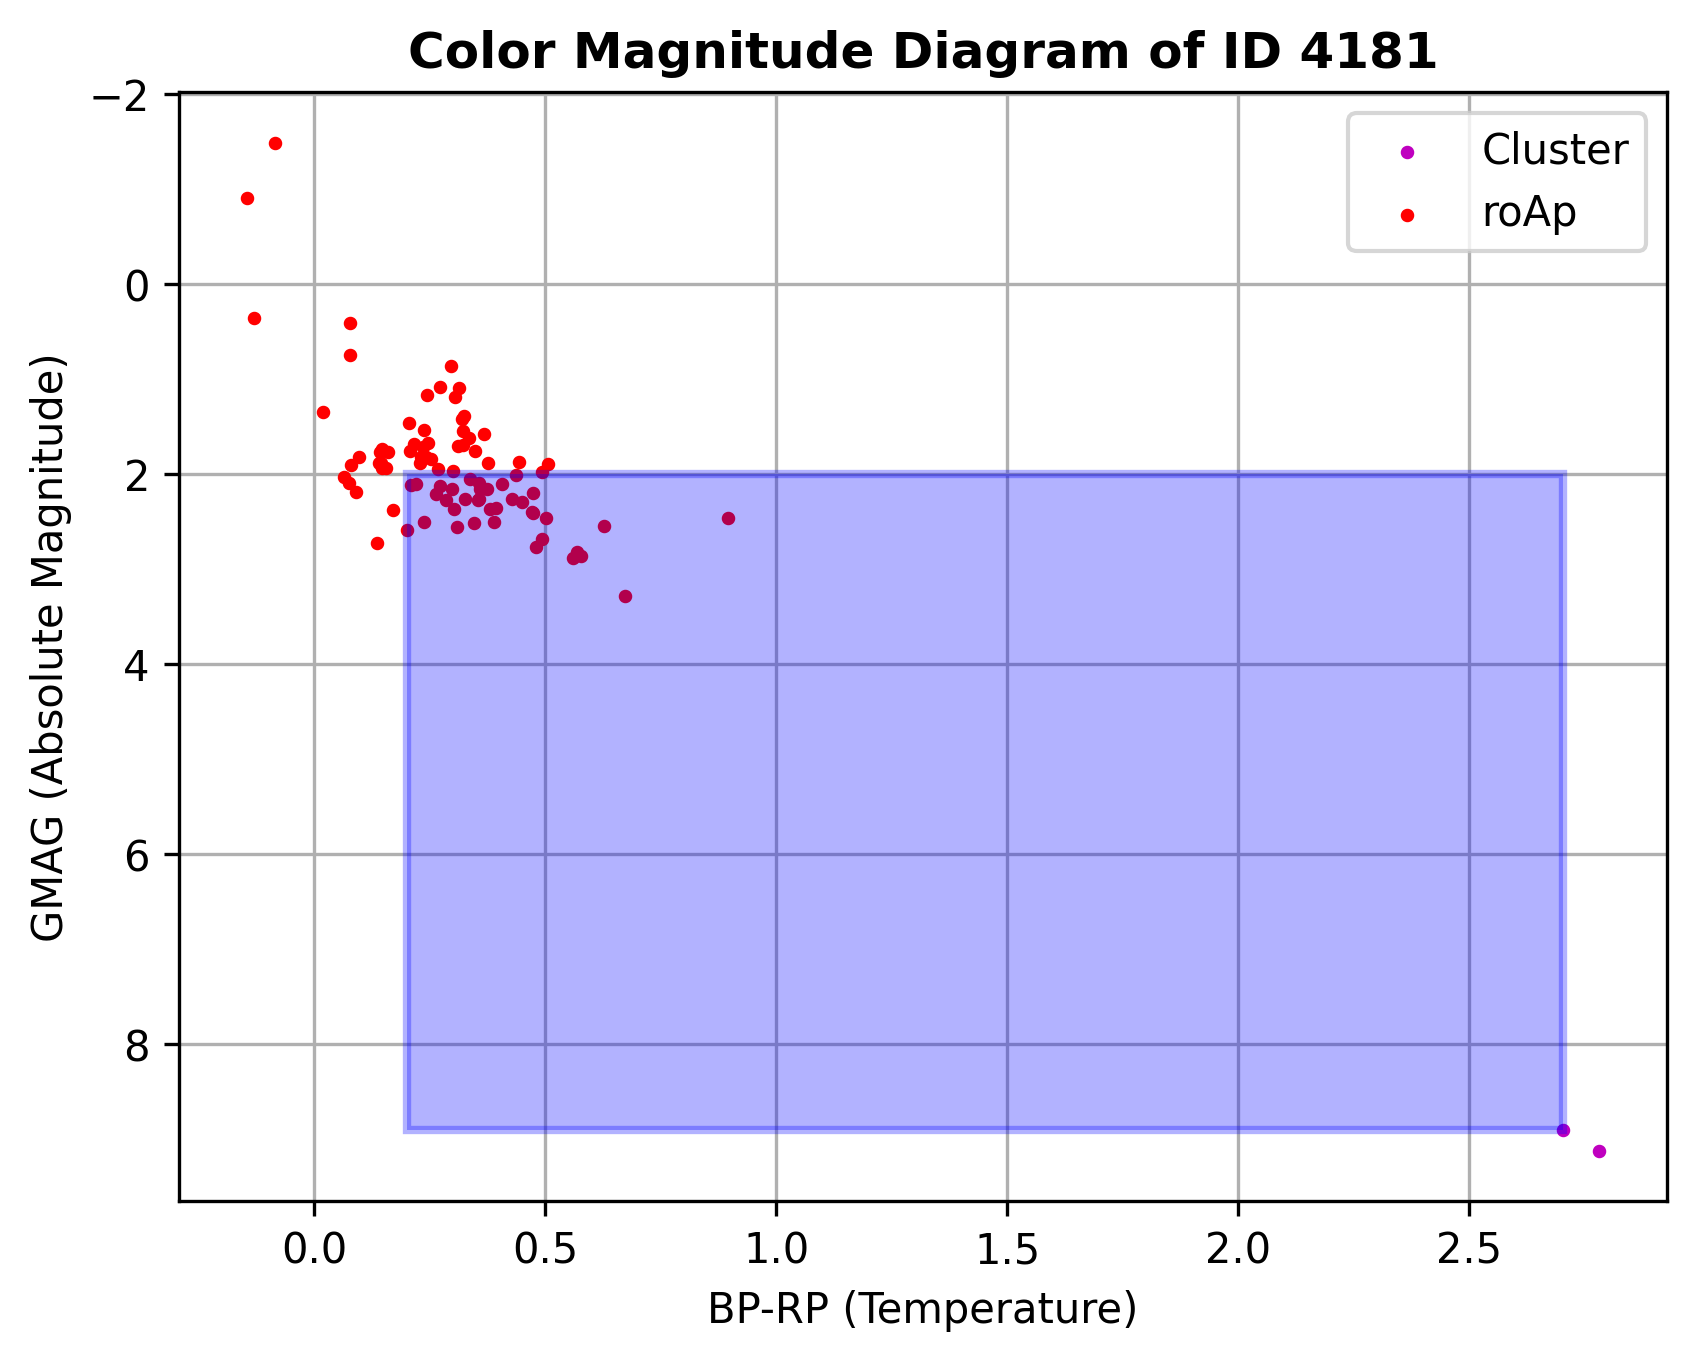 Color Magnitude Diagram of ID 4181
Cluster
roAp
GMAG (Absolute Magnitude)
−2
0
2
4
6
8
0.0 0.5 1.0 1.5 2.0 2.5
BP-RP (Temperature)